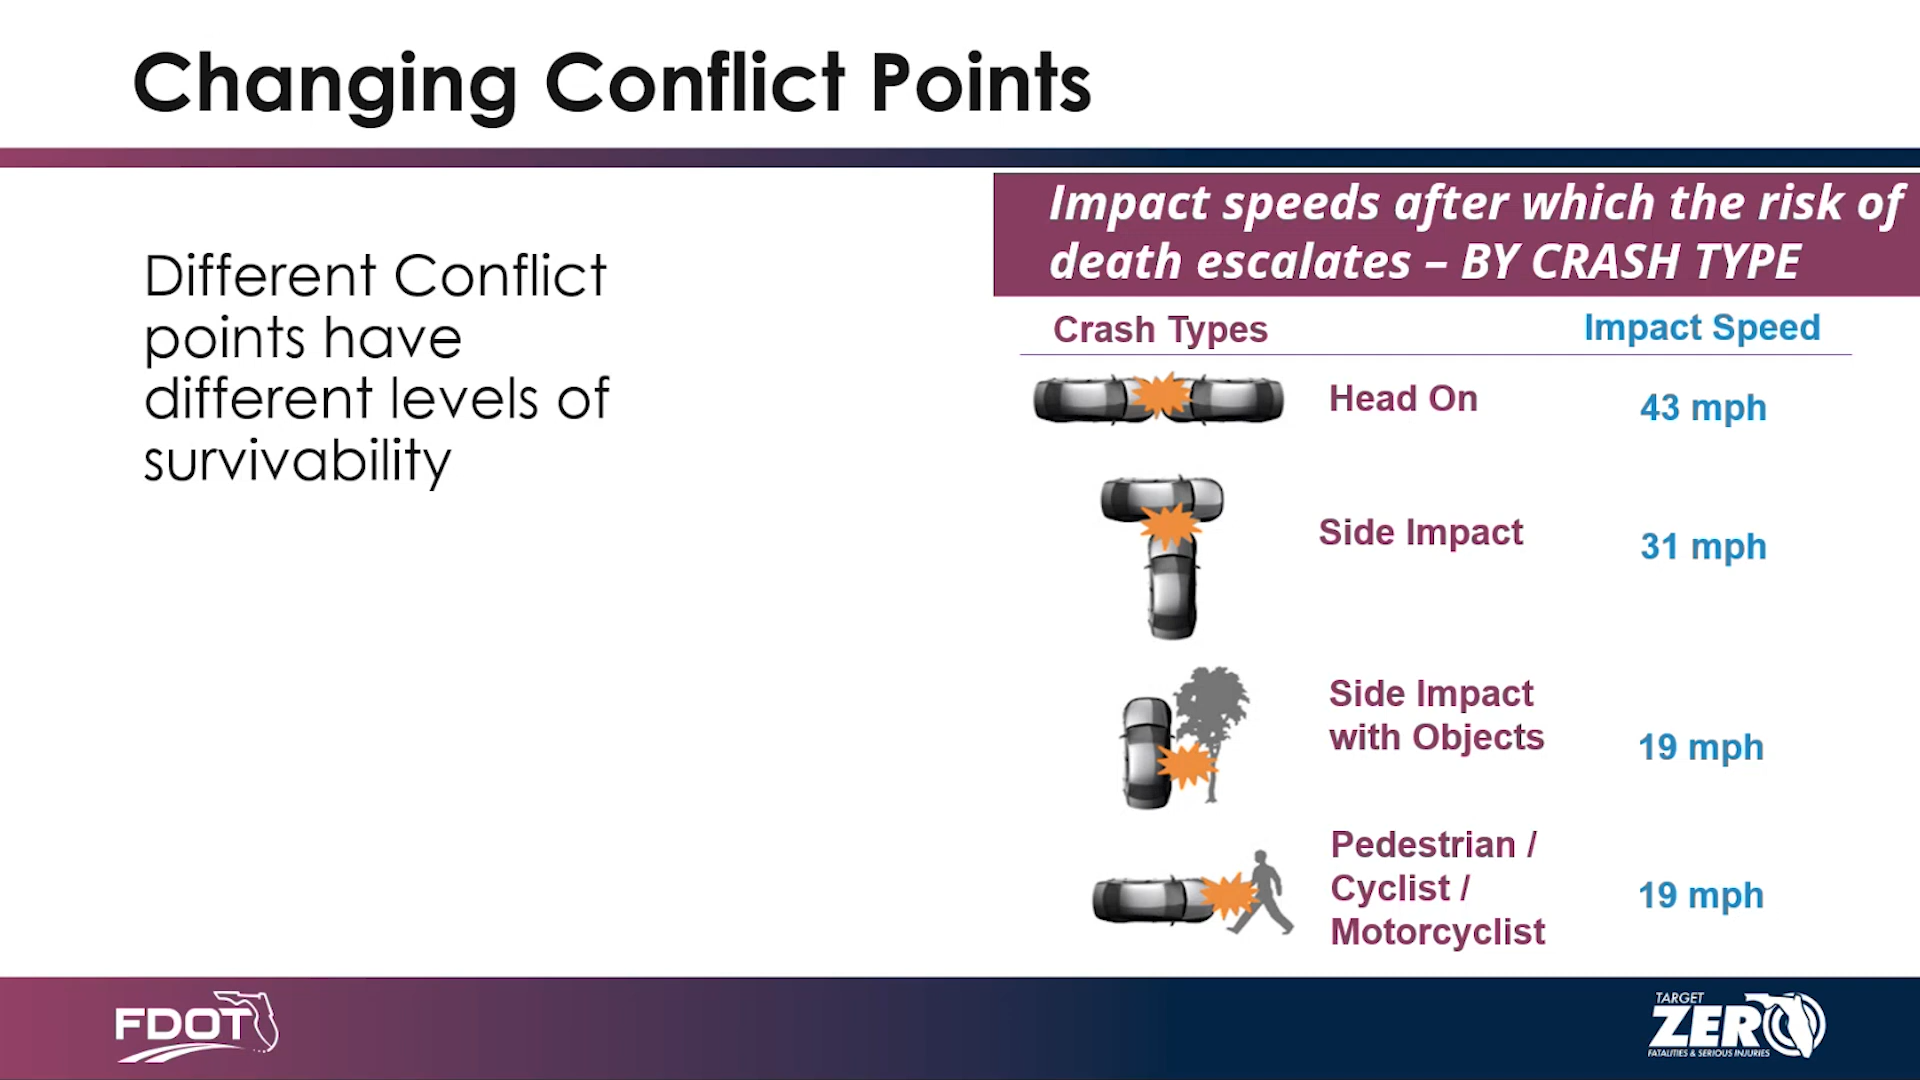 Changing Conflict Points
Different Conflict
points have
different levels of
survivability
Impact speeds after which the risk of
death escalates – BY CRASH TYPE
Crash Types
Impact Speed
Head On
43 mph
Side Impact
31 mph
Side Impact
with Objects
19 mph
Pedestrian /
Cyclist /
Motorcyclist
19 mph
FDOT
TARGET
ZERO
FATALITIES & SERIOUS INJURIES